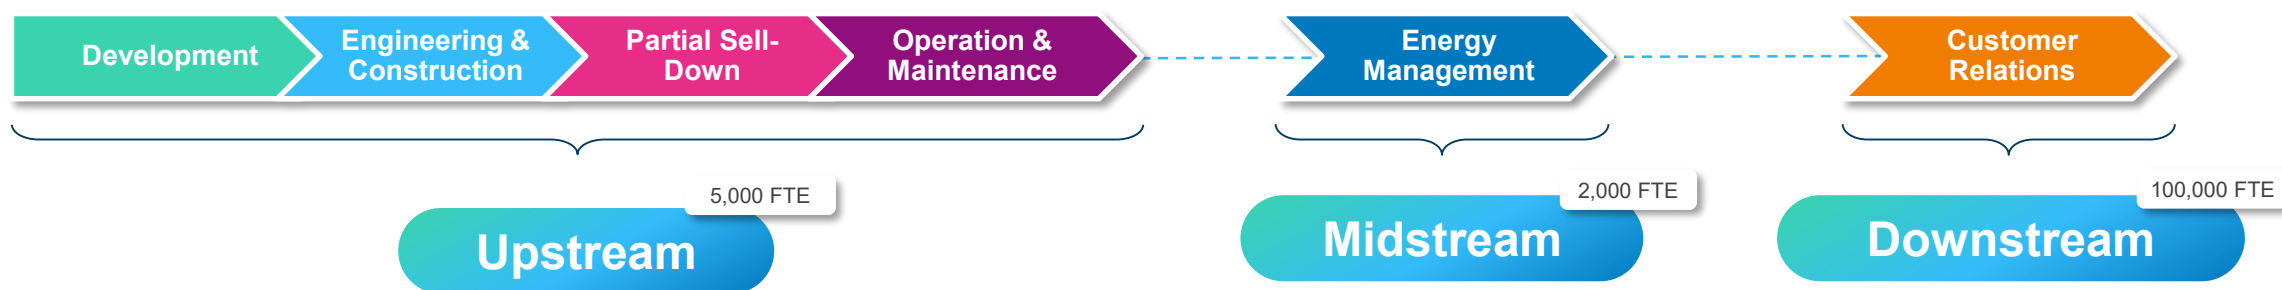 Development
Engineering &
Construction
Partial Sell-
Down
Operation &
Maintenance
Energy
Management
Customer
Relations
5,000 FTE
Upstream
2,000 FTE
Midstream
100,000 FTE
Downstream